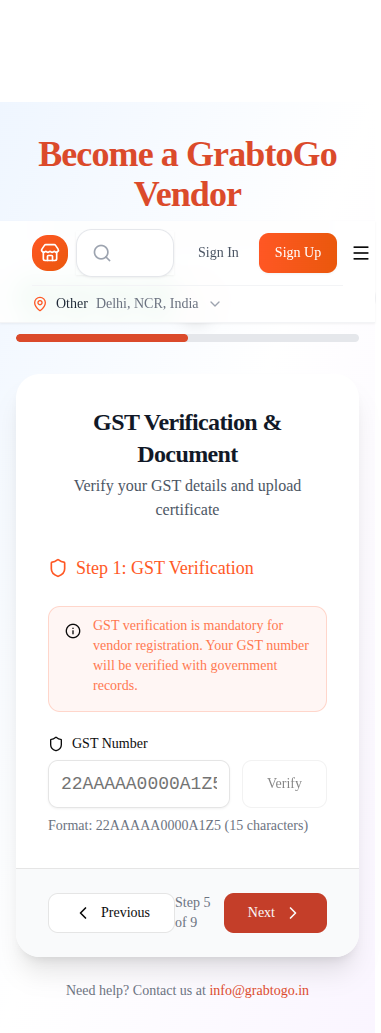 Become a GrabtoGo
Vendor
Sign In
Sign Up
Other Delhi, NCR, India
GST Verification &
Document
Verify your GST details and upload
certificate
Step 1: GST Verification
GST verification is mandatory for
vendor registration. Your GST number
will be verified with government
records.
GST Number
22AAAAA0000A1Z5
Verify
Format: 22AAAAA0000A1Z5 (15 characters)
Previous
Step 5
of 9
Next
Need help? Contact us at info@grabtogo.in